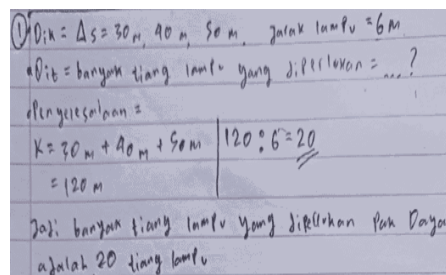 ① Dik = Δs = 30 m, 40 m, 50 m, Jarak lampu = 6 M
Dit = banyak tiang lampu yang diperlukan = ...?
Penyelesaian =
K = 30 m + 40 m + 50 m | 120 : 6 = 20
= 120 m
Jadi banyak tiang lampu yang diperlukan Pak Daya
adalah 20 tiang lampu